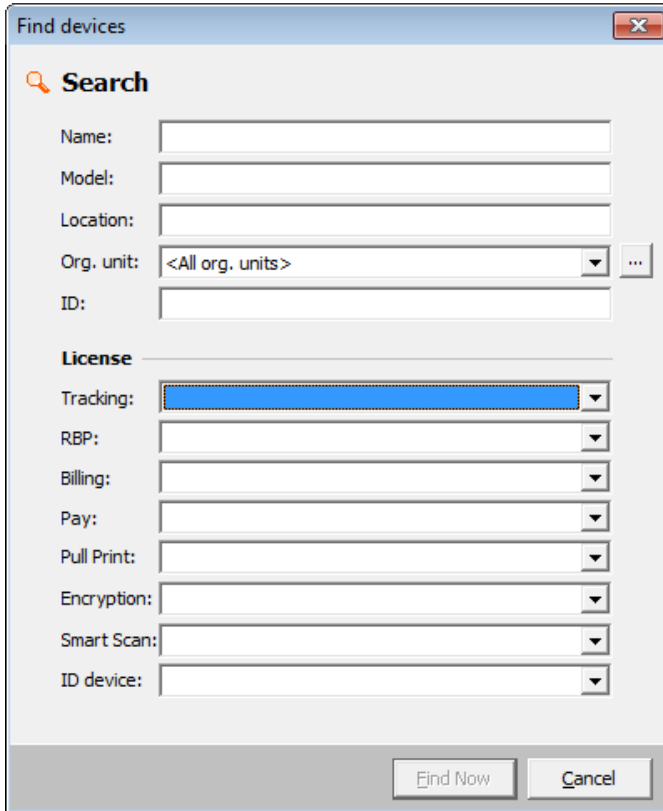 Find devices
Search
Name:
Model:
Location:
Org. unit: <All org. units> ...
ID:
License
Tracking:
RBP:
Billing:
Pay:
Pull Print:
Encryption:
Smart Scan:
ID device:
Find Now Cancel